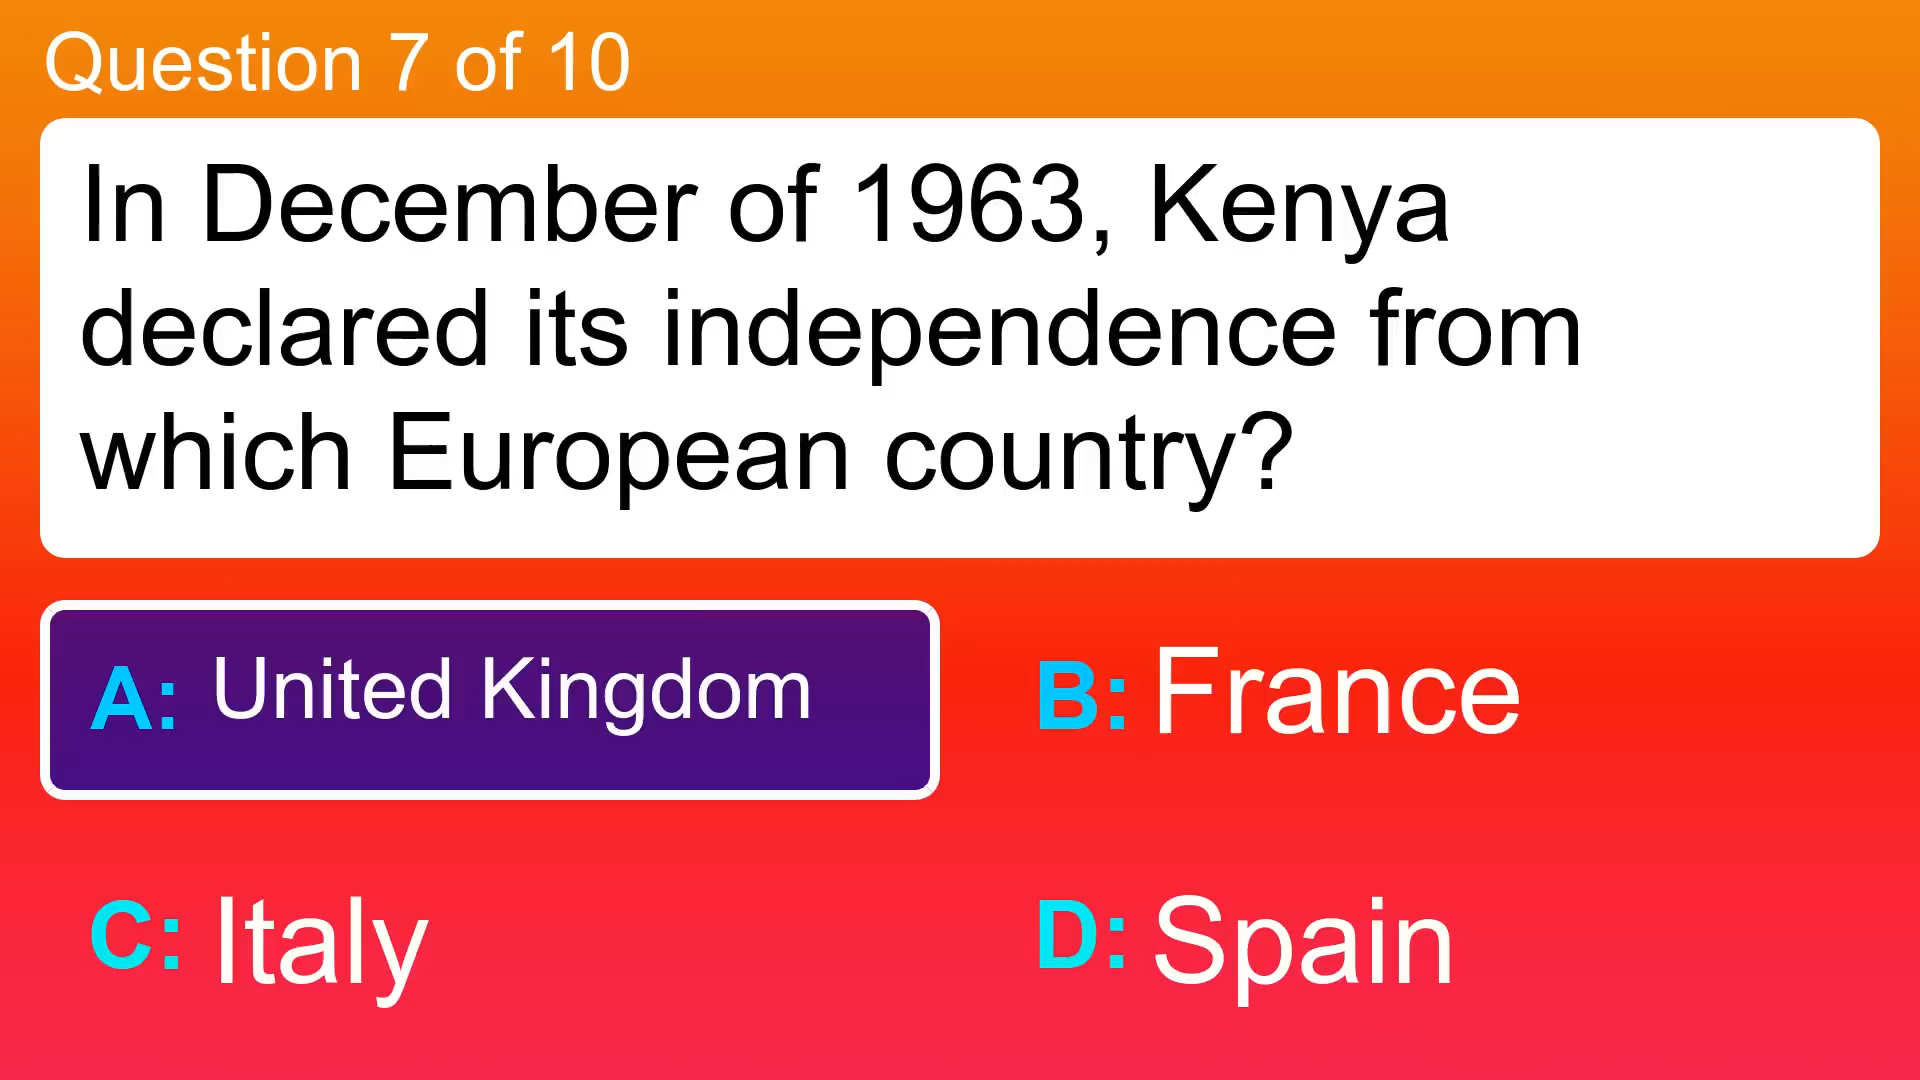 Question 7 of 10
In December of 1963, Kenya
declared its independence from
which European country?
A: United Kingdom
B: France
C: Italy
D: Spain